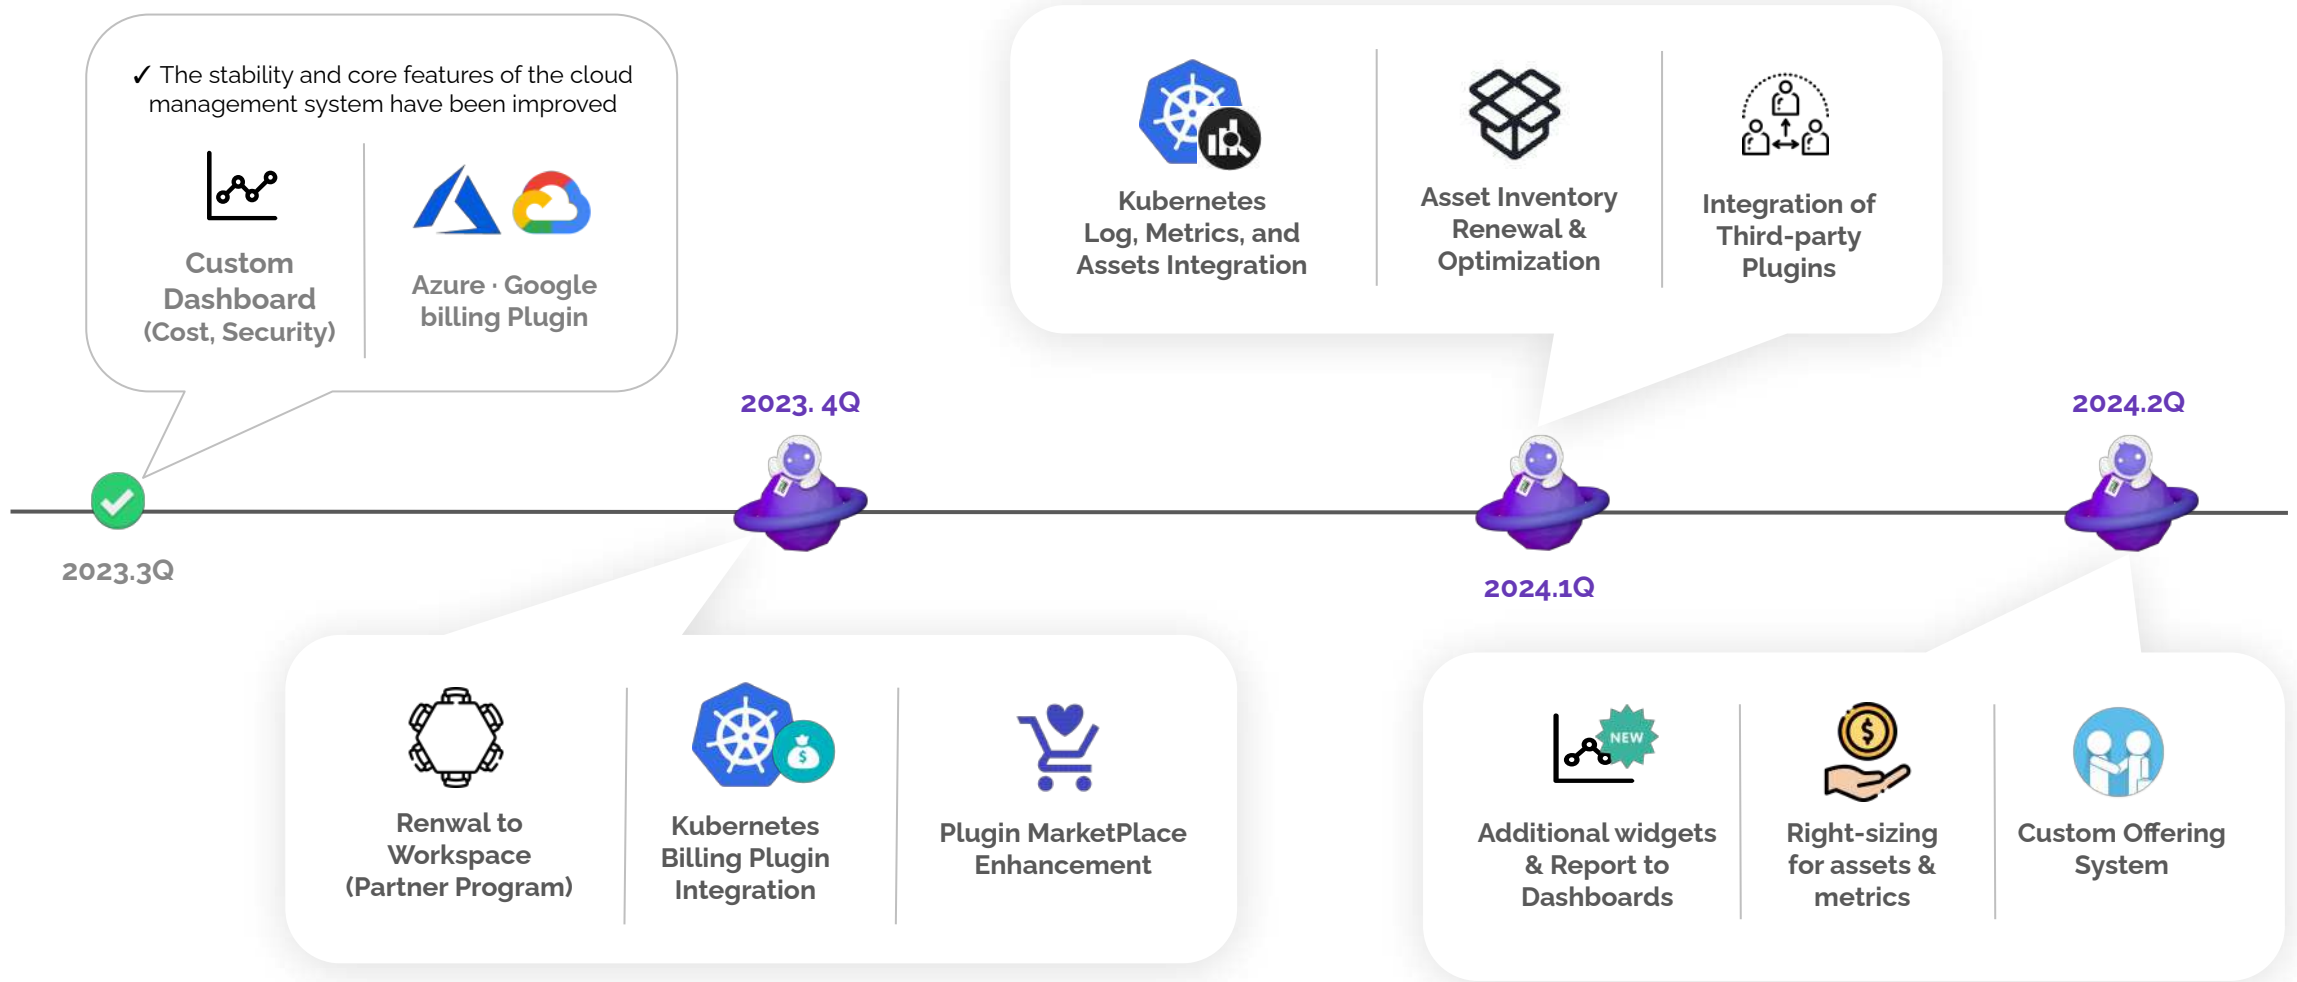 ✓ The stability and core features of the cloud
management system have been improved
Custom
Dashboard
(Cost, Security)
Azure · Google
billing Plugin
2023.3Q
2023. 4Q
Renwal to
Workspace
(Partner Program)
Kubernetes
Billing Plugin
Integration
Plugin MarketPlace
Enhancement
Kubernetes
Log, Metrics, and
Assets Integration
Asset Inventory
Renewal &
Optimization
Integration of
Third-party
Plugins
2024.1Q
2024.2Q
NEW
Additional widgets
& Report to
Dashboards
$
Right-sizing
for assets &
metrics
Custom Offering
System